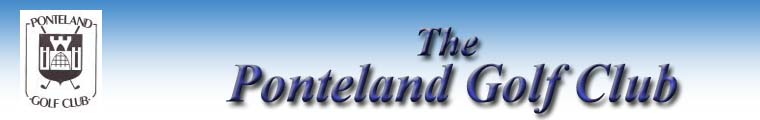 PONTELAND
GOLF CLUB
The
Ponteland Golf Club